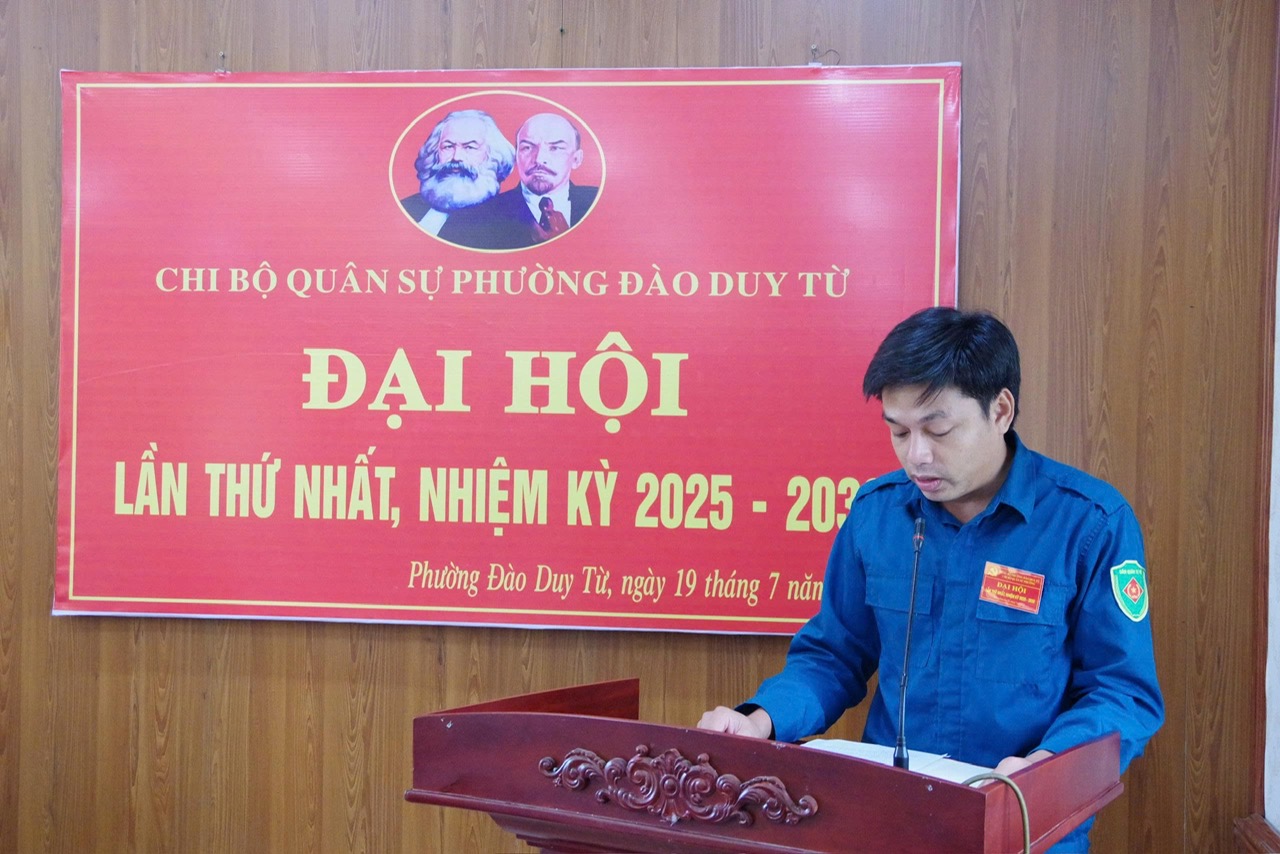 CHI BỘ QUÂN SỰ PHƯỜNG ĐÀO DUY TỪ
ĐẠI HỘI
LẦN THỨ NHẤT, NHIỆM KỲ 2025 - 203
Phường Đào Duy Từ, ngày 19 tháng 7 năm
ĐẠI HỘI